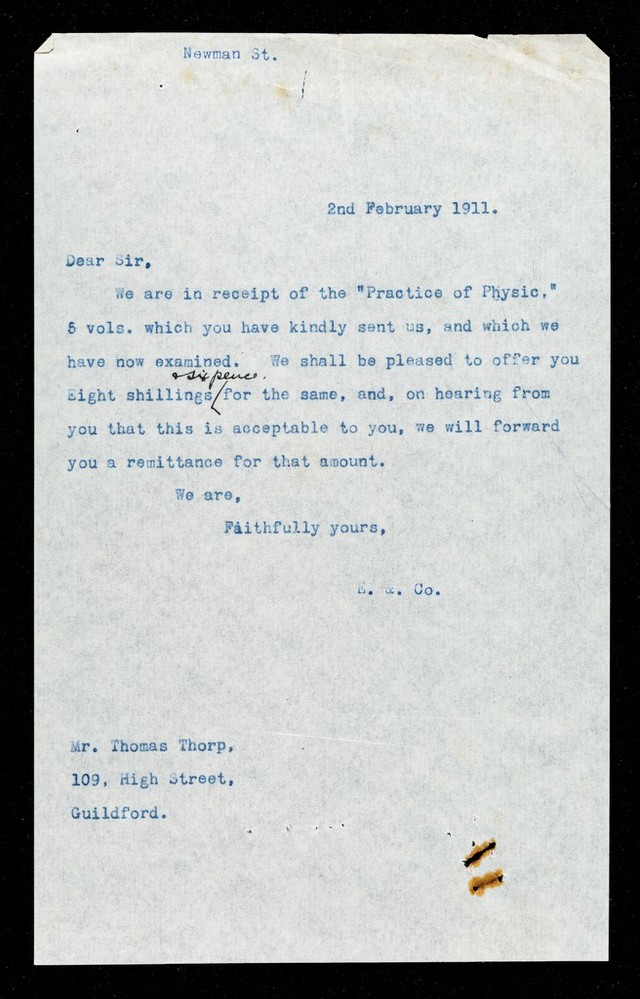 Newman St.
2nd February 1911.
Dear Sir,
We are in receipt of the "Practice of Physic,"
5 vols. which you have kindly sent us, and which we
have now examined. We shall be pleased to offer you
& sixpence.
Eight shillings/for the same, and, on hearing from
you that this is acceptable to you, we will forward
you a remittance for that amount.
We are,
Faithfully yours,
E. &. Co.
Mr. Thomas Thorp,
109, High Street,
Guildford.